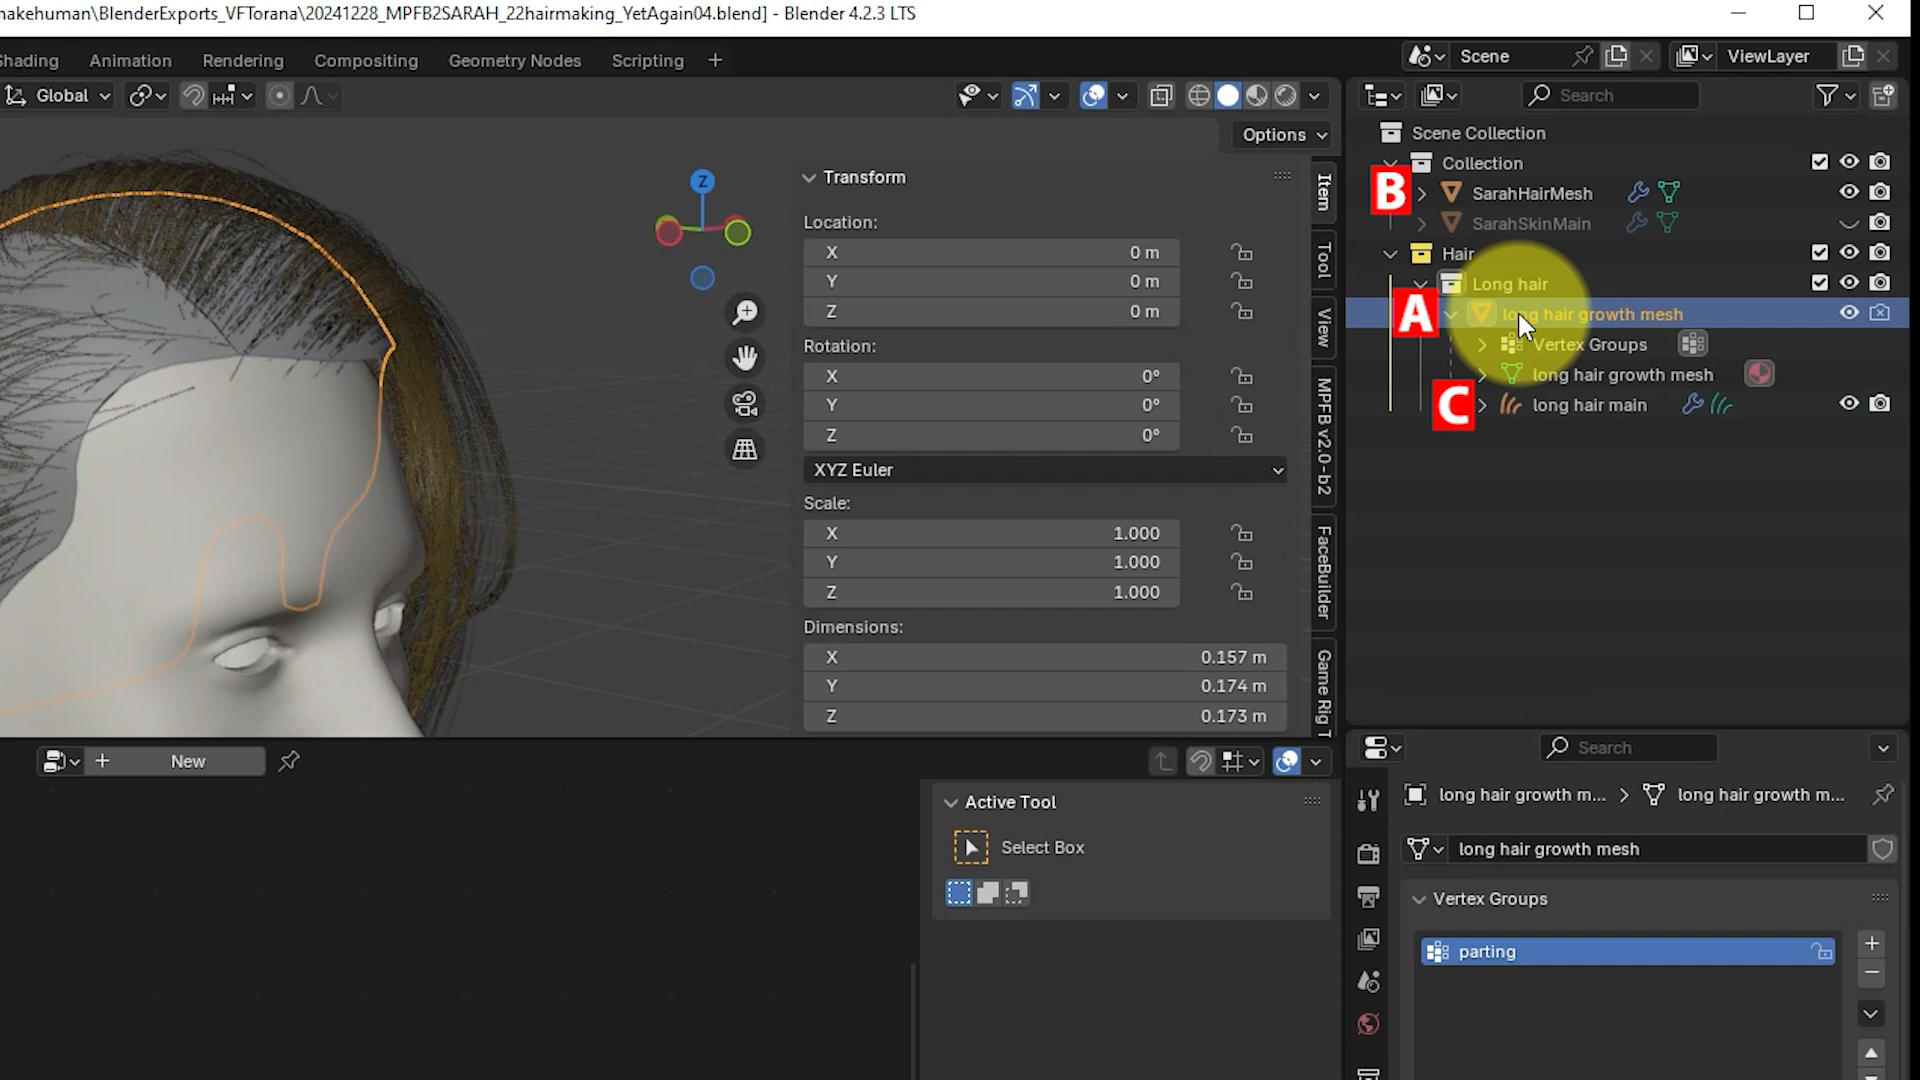 makehuman\BlenderExports_VFTorana\20241228_MPFB2SARAH_22hairmaking_YetAgain04.blend] - Blender 4.2.3 LTS
Shading Animation Rendering Compositing Geometry Nodes Scripting +
Scene
ViewLayer
Global
Options
Search
Transform
Location:
X 0 m
Y 0 m
Z 0 m
Rotation:
X 0°
Y 0°
Z 0°
XYZ Euler
Scale:
X 1.000
Y 1.000
Z 1.000
Dimensions:
X 0.157 m
Y 0.174 m
Z 0.173 m
Z
Item
Tool
View
MPFB v2.0-b2
FaceBuilder
Game Rig T
Scene Collection
Collection
B SarahHairMesh
SarahSkinMain
Hair
Long hair
A long hair growth mesh
Vertex Groups
long hair growth mesh
C long hair main
New
Active Tool
Select Box
Search
long hair growth m... > long hair growth m...
long hair growth mesh
Vertex Groups
parting